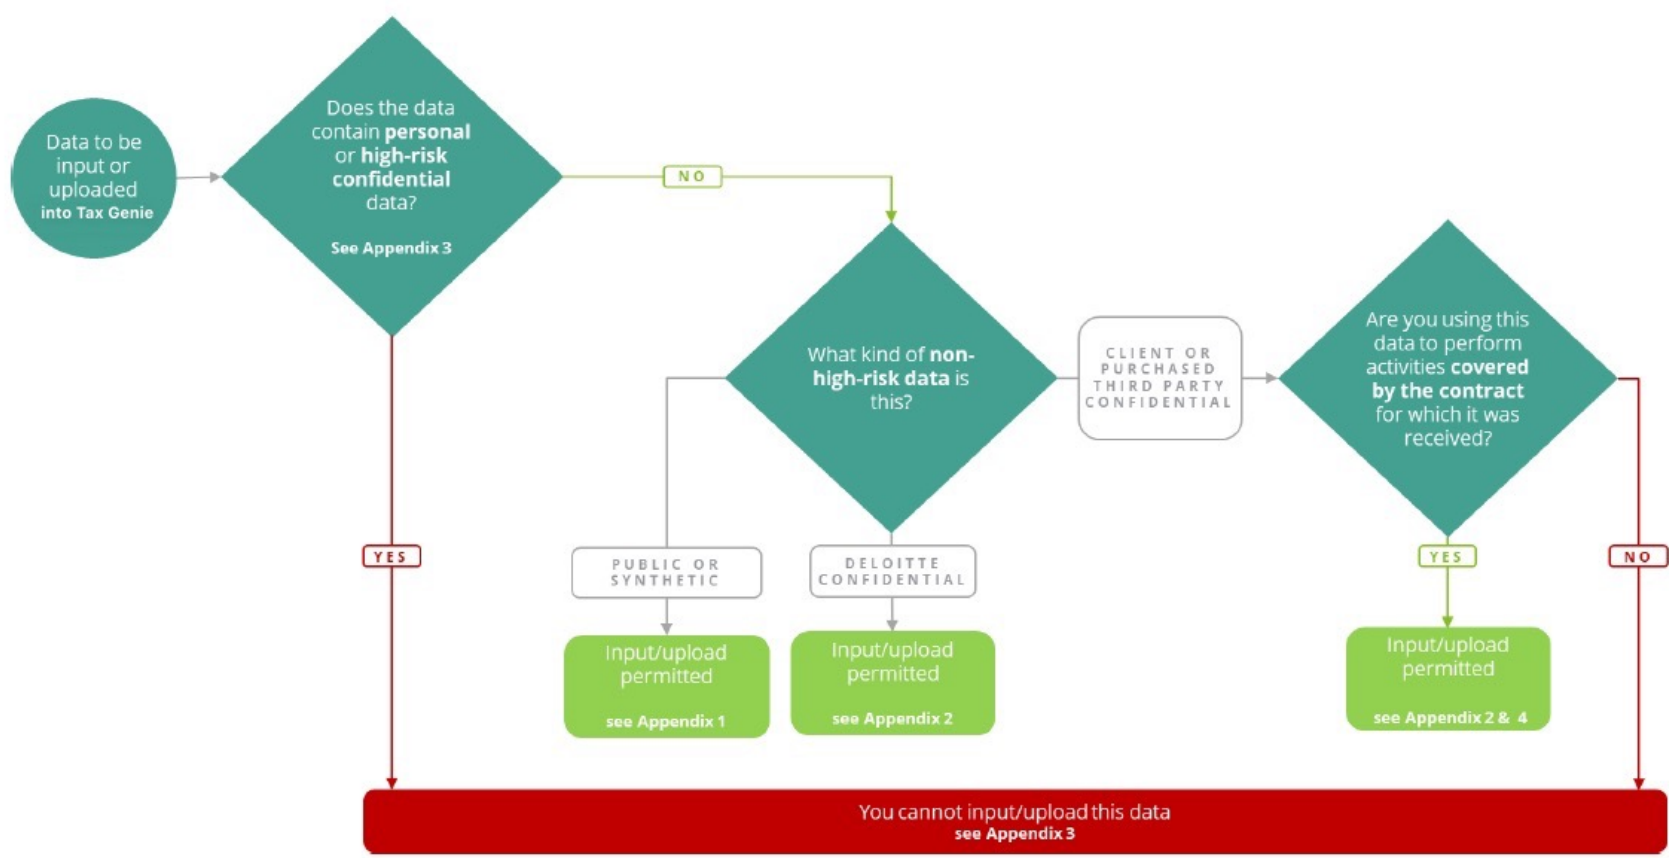 Data to be
input or
uploaded
into Tax Genie
Does the data
contain personal
or high-risk
confidential
data?
See Appendix 3
NO
What kind of non-
high-risk data is
this?
CLIENT OR
PURCHASED
THIRD PARTY
CONFIDENTIAL
Are you using this
data to perform
activities covered
by the contract
for which it was
received?
YES
PUBLIC OR
SYNTHETIC
DELOITTE
CONFIDENTIAL
YES
NO
Input/upload
permitted
see Appendix 1
Input/upload
permitted
see Appendix 2
Input/upload
permitted
see Appendix 2 & 4
You cannot input/upload this data
see Appendix 3